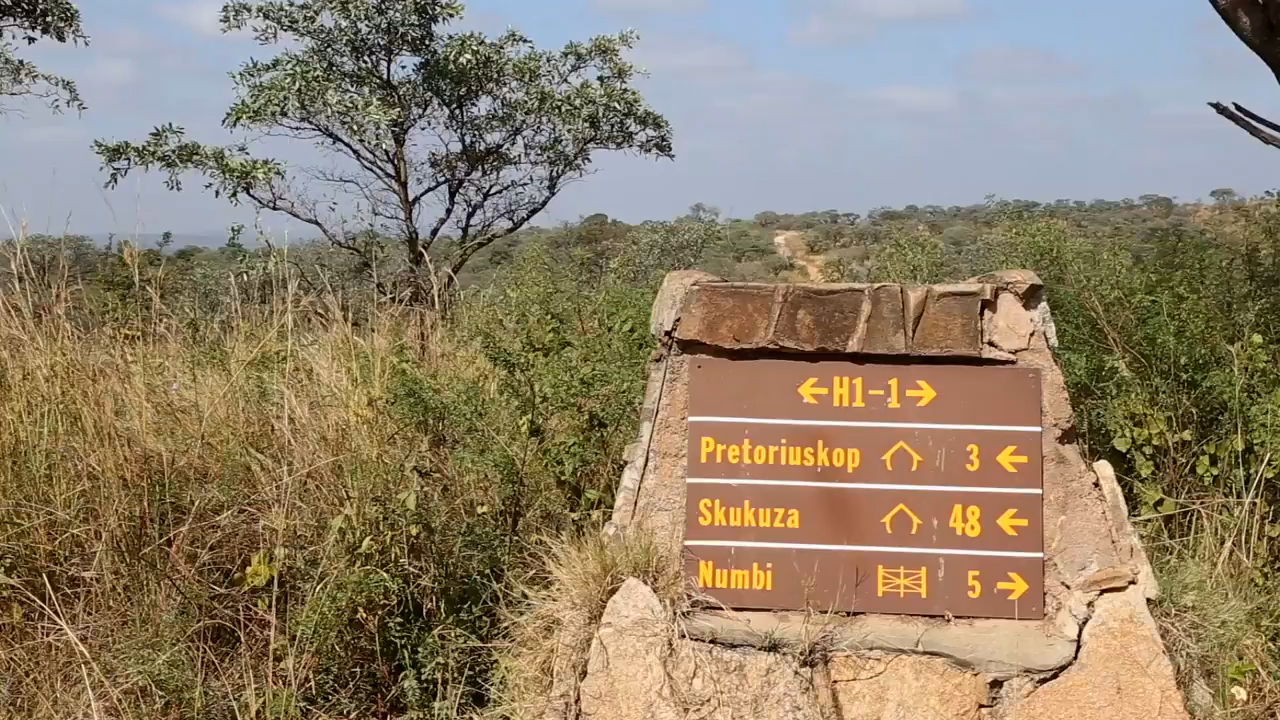 ←H1-1→
Pretoriuskop 3 ←
Skukuza 48 ←
Numbi 5 →